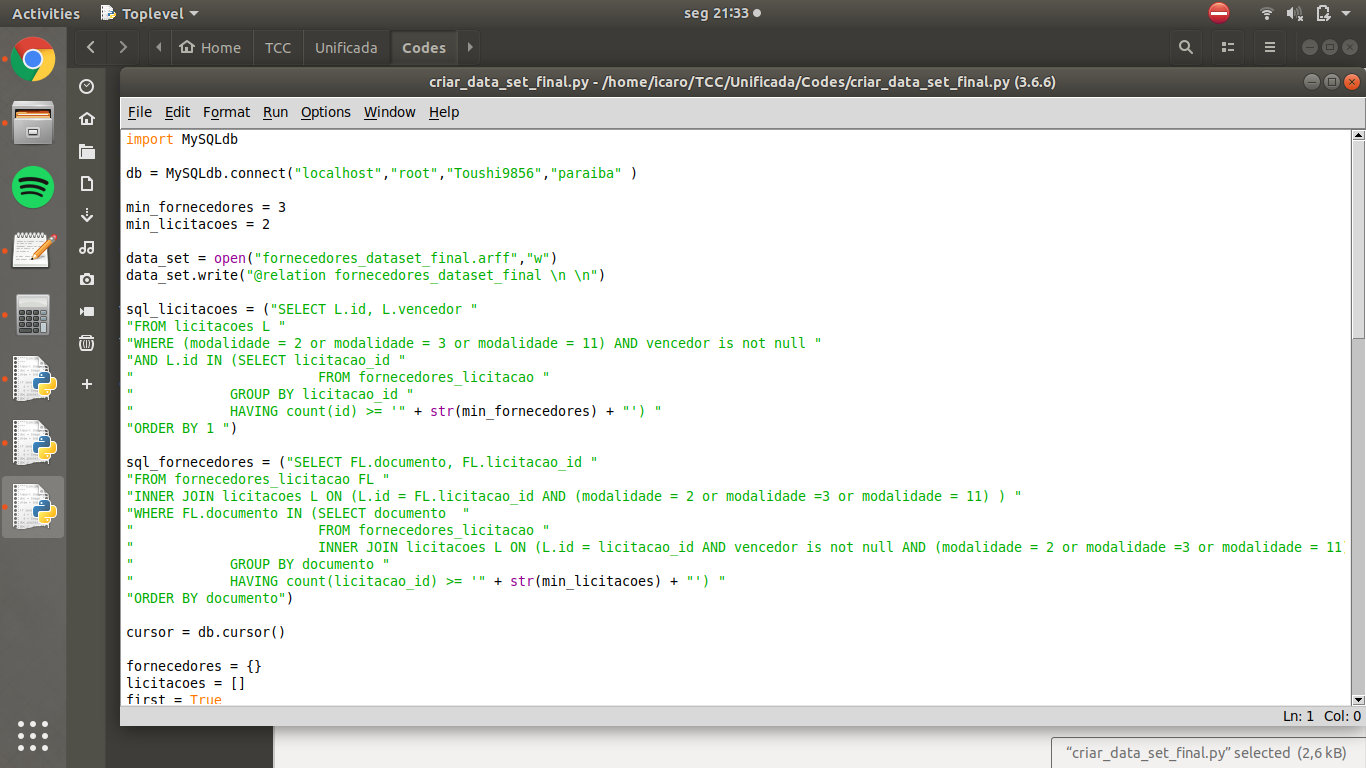 Activities Toplevel seg 21:33
Home TCC Unificada Codes
criar_data_set_final.py - /home/icaro/TCC/Unificada/Codes/criar_data_set_final.py (3.6.6)
File Edit Format Run Options Window Help
import MySQLdb
db = MySQLdb.connect("localhost","root","Toushi9856","paraiba" )
min_fornecedores = 3
min_licitacoes = 2
data_set = open("fornecedores_dataset_final.arff","w")
data_set.write("@relation fornecedores_dataset_final \n \n")
sql_licitacoes = ("SELECT L.id, L.vencedor "
"FROM licitacoes L "
"WHERE (modalidade = 2 or modalidade = 3 or modalidade = 11) AND vencedor is not null "
"AND L.id IN (SELECT licitacao_id "
"                       FROM fornecedores_licitacao "
"            GROUP BY licitacao_id "
"            HAVING count(id) >= '" + str(min_fornecedores) + "') "
"ORDER BY 1 ")
sql_fornecedores = ("SELECT FL.documento, FL.licitacao_id "
"FROM fornecedores_licitacao FL "
"INNER JOIN licitacoes L ON (L.id = FL.licitacao_id AND (modalidade = 2 or modalidade =3 or modalidade = 11) ) "
"WHERE FL.documento IN (SELECT documento  "
"                       FROM fornecedores_licitacao "
"                       INNER JOIN licitacoes L ON (L.id = licitacao_id AND vencedor is not null AND (modalidade = 2 or modalidade =3 or modalidade = 11)
"            GROUP BY documento "
"            HAVING count(licitacao_id) >= '" + str(min_licitacoes) + "') "
"ORDER BY documento")
cursor = db.cursor()
fornecedores = {}
licitacoes = []
first = True
Ln: 1 Col: 0
“criar_data_set_final.py” selected (2,6 kB)